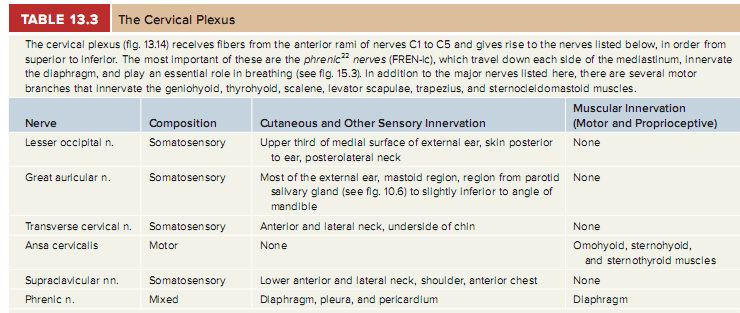 TABLE 13.3 The Cervical Plexus
The cervical plexus (fig. 13.14) receives fibers from the anterior rami of nerves C1 to C5 and gives rise to the nerves listed below, in order from
superior to inferior. The most important of these are the phrenic²² nerves (FREN-ic), which travel down each side of the mediastinum, innervate
the diaphragm, and play an essential role in breathing (see fig. 15.3). In addition to the major nerves listed here, there are several motor
branches that innervate the geniohyoid, thyrohyoid, scalene, levator scapulae, trapezius, and sternocleidomastoid muscles.
Muscular Innervation
Nerve Composition Cutaneous and Other Sensory Innervation (Motor and Proprioceptive)
Lesser occipital n. Somatosensory Upper third of medial surface of external ear, skin posterior None
to ear, posterolateral neck
Great auricular n. Somatosensory Most of the external ear, mastoid region, region from parotid None
salivary gland (see fig. 10.6) to slightly inferior to angle of
mandible
Transverse cervical n. Somatosensory Anterior and lateral neck, underside of chin None
Ansa cervicalis Motor None Omohyoid, sternohyoid,
and sternothyroid muscles
Supraclavicular nn. Somatosensory Lower anterior and lateral neck, shoulder, anterior chest None
Phrenic n. Mixed Diaphragm, pleura, and pericardium Diaphragm